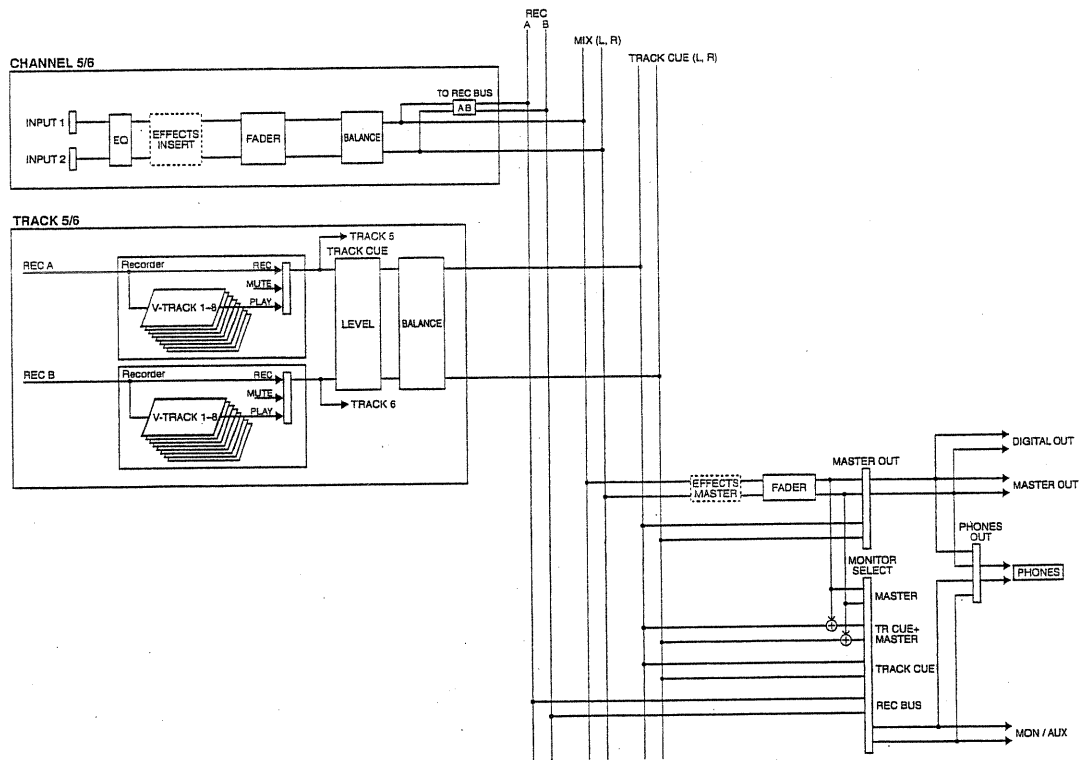 REC
A B
MIX (L, R)
TRACK CUE (L, R)
CHANNEL 5/6
TO REC BUS
A B
INPUT 1
INPUT 2
EQ
EFFECTS
INSERT
FADER
BALANCE
TRACK 5/6
TRACK 5
TRACK CUE
REC A
Recorder
REC
MUTE
PLAY
V-TRACK 1–8
LEVEL
BALANCE
REC B
Recorder
REC
MUTE
PLAY
V-TRACK 1–8
TRACK 6
DIGITAL OUT
MASTER OUT
EFFECTS
MASTER
FADER
MASTER OUT
PHONES
OUT
PHONES
MONITOR
SELECT
MASTER
TR CUE+
MASTER
TRACK CUE
REC BUS
MON / AUX